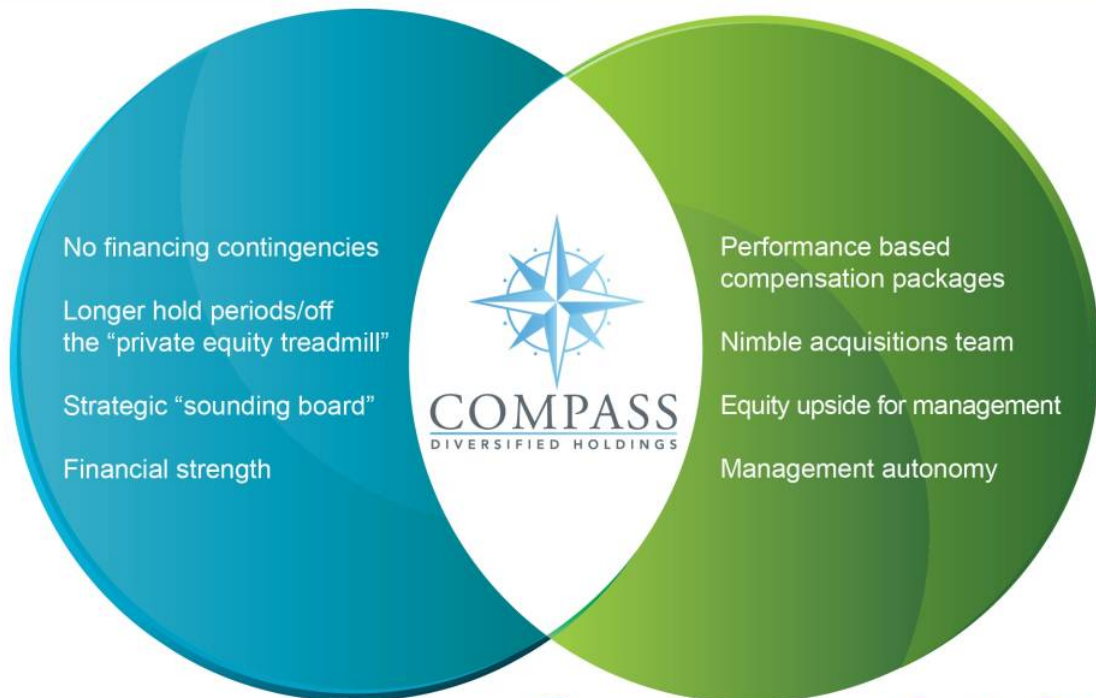 No financing contingencies
Longer hold periods/off
the “private equity treadmill”
Strategic “sounding board”
Financial strength
COMPASS
DIVERSIFIED HOLDINGS
Performance based
compensation packages
Nimble acquisitions team
Equity upside for management
Management autonomy